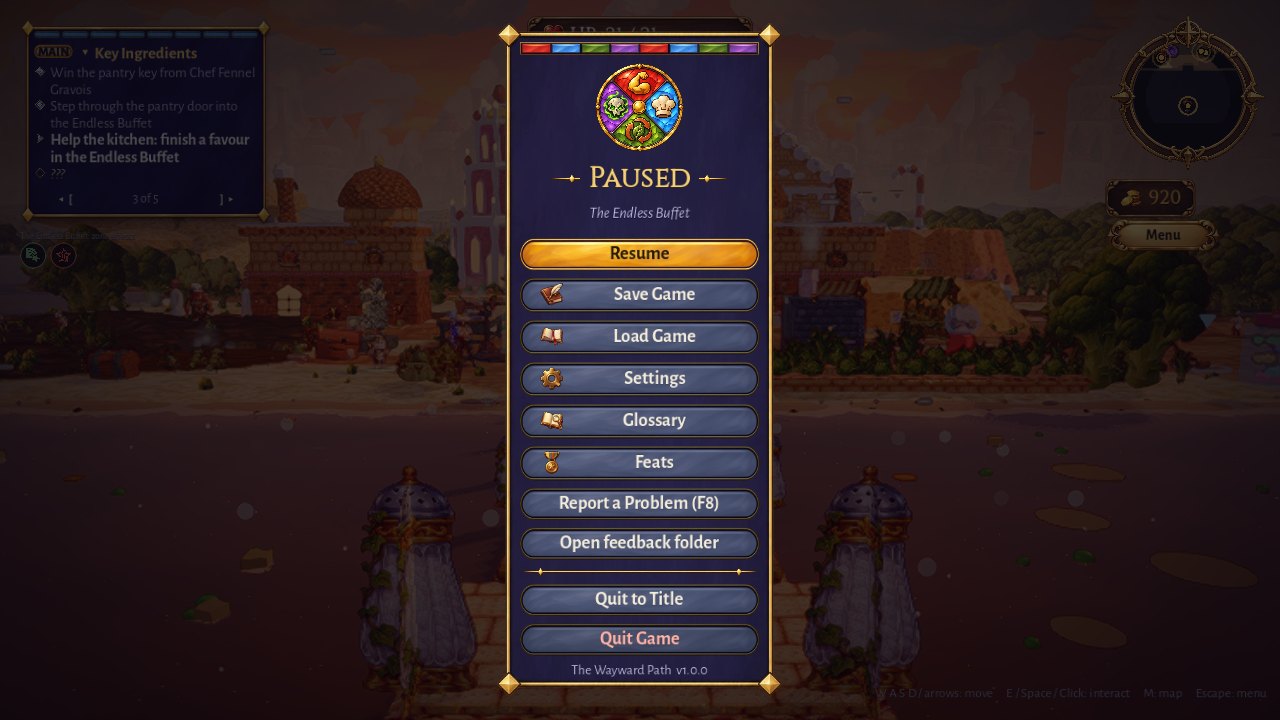 MAIN ▾ Key Ingredients
Win the pantry key from Chef Fennel
Gravois
Step through the pantry door into
the Endless Buffet
Help the kitchen: finish a favour
in the Endless Buffet
???
3 of 5
920
Menu
Paused
The Endless Buffet
Resume
Save Game
Load Game
Settings
Glossary
Feats
Report a Problem (F8)
Open feedback folder
Quit to Title
Quit Game
The Wayward Path v1.0.0
W A S D / arrows: move E / Space / Click: interact M: map Escape: menu